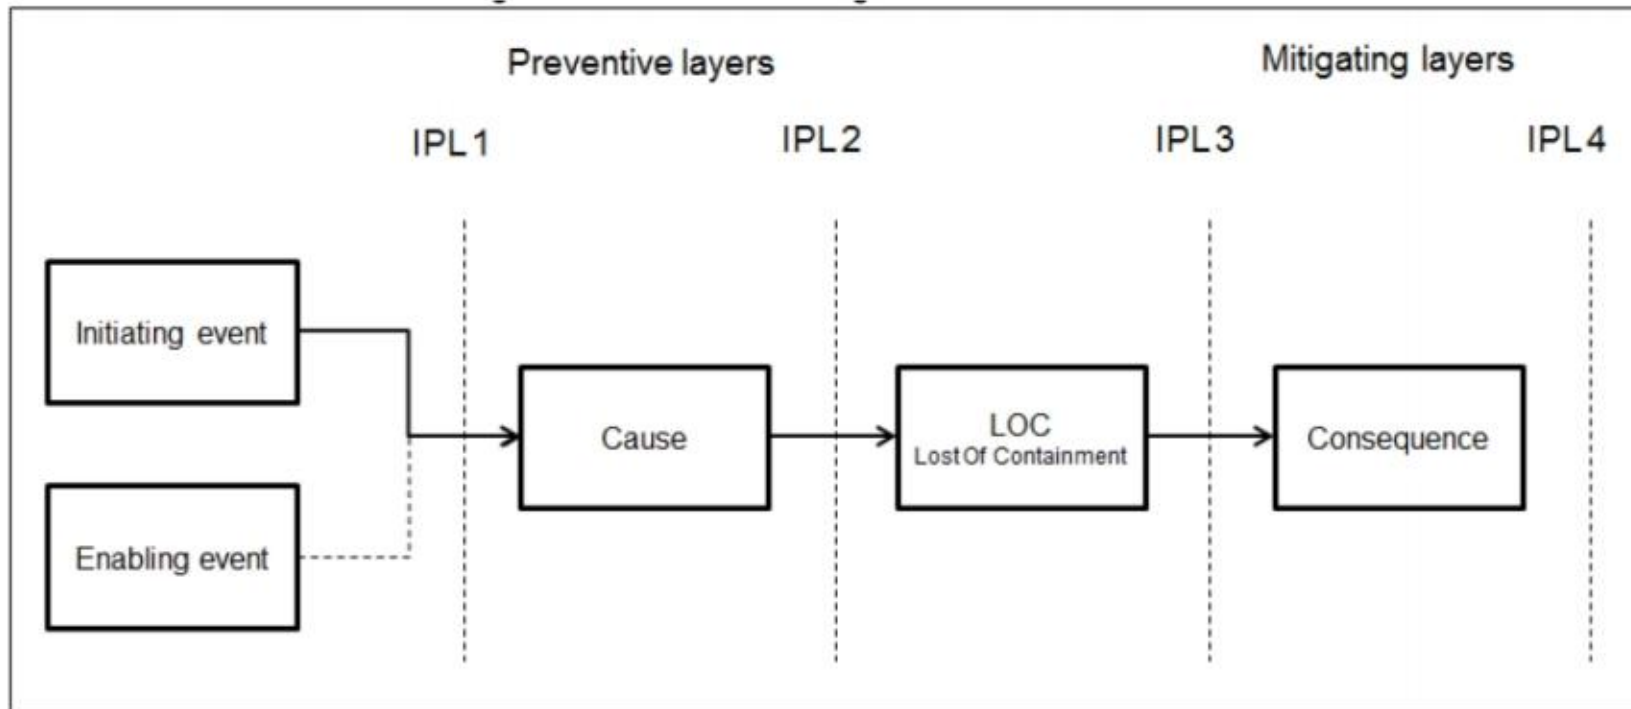 Preventive layers
Mitigating layers
IPL1
IPL2
IPL3
IPL4
Initiating event
Cause
LOC
Lost Of Containment
Consequence
Enabling event